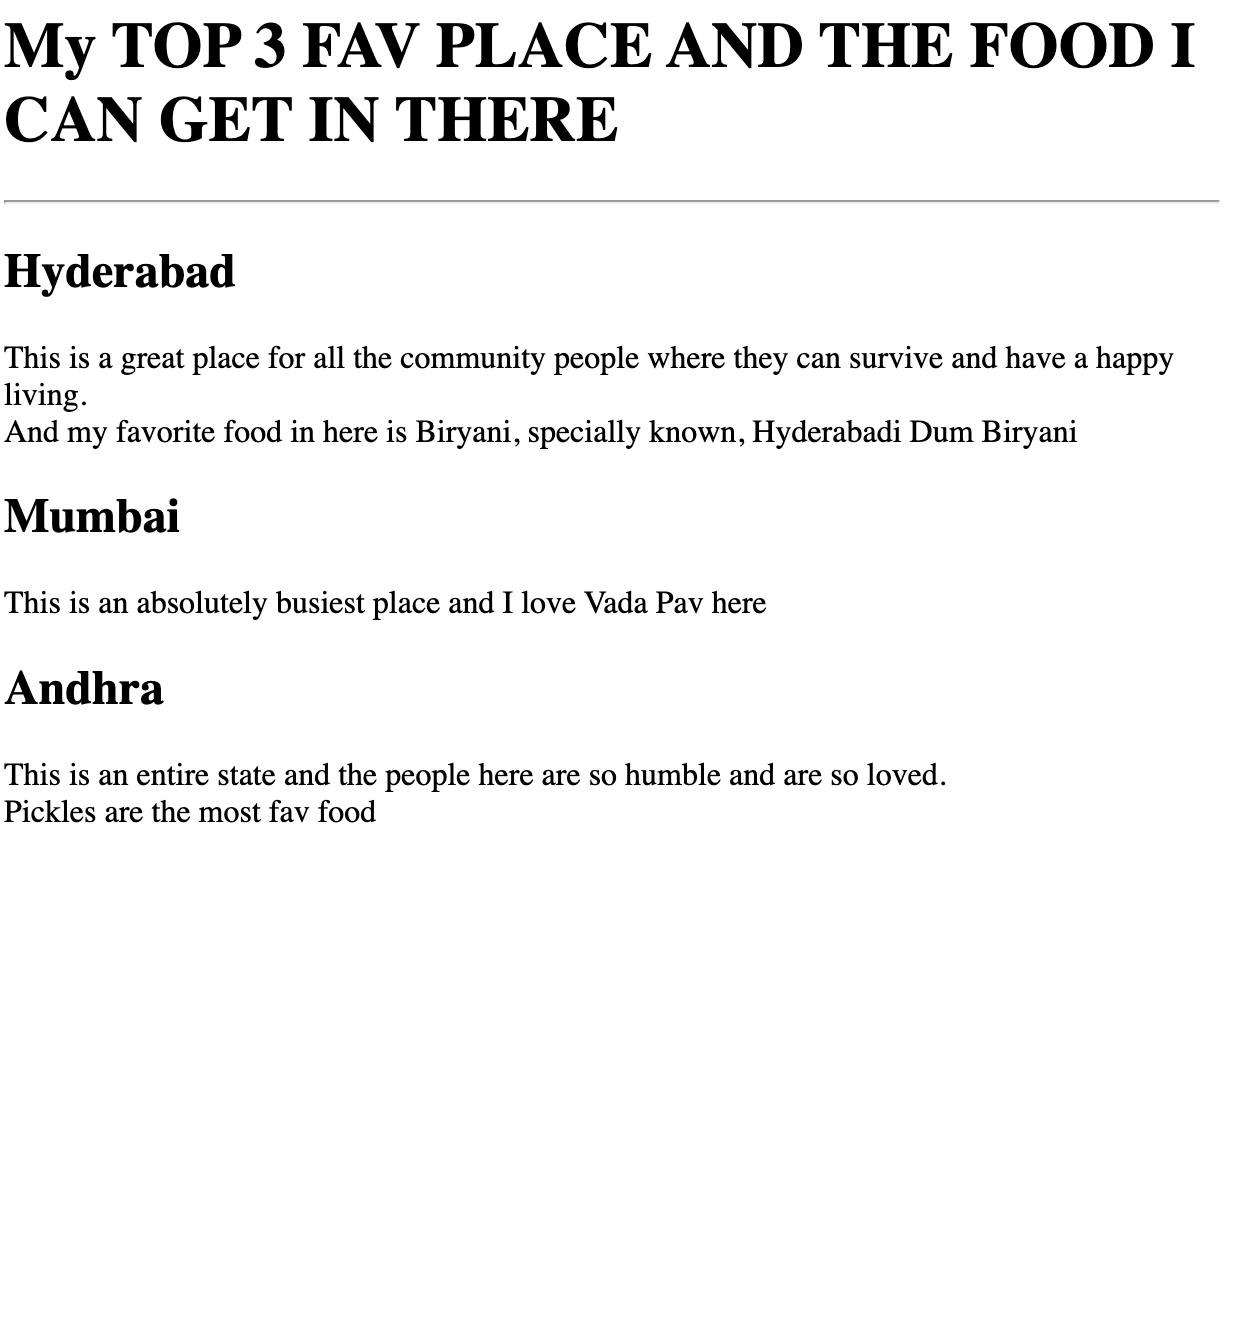 My TOP 3 FAV PLACE AND THE FOOD I
CAN GET IN THERE
Hyderabad
This is a great place for all the community people where they can survive and have a happy
living.
And my favorite food in here is Biryani, specially known, Hyderabadi Dum Biryani
Mumbai
This is an absolutely busiest place and I love Vada Pav here
Andhra
This is an entire state and the people here are so humble and are so loved.
Pickles are the most fav food